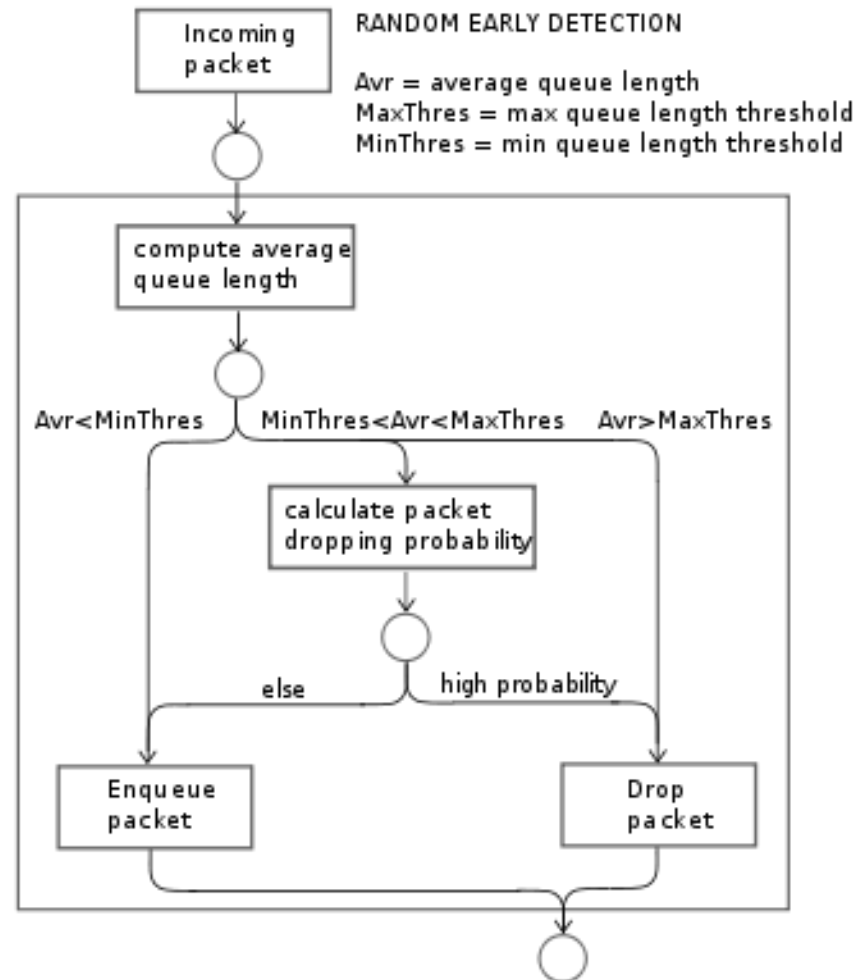 Incoming
packet
RANDOM EARLY DETECTION
Avr = average queue length
MaxThres = max queue length threshold
MinThres = min queue length threshold
compute average
queue length
Avr<MinThres
MinThres<Avr<MaxThres
Avr>MaxThres
calculate packet
dropping probability
else
high probability
Enqueue
packet
Drop
packet